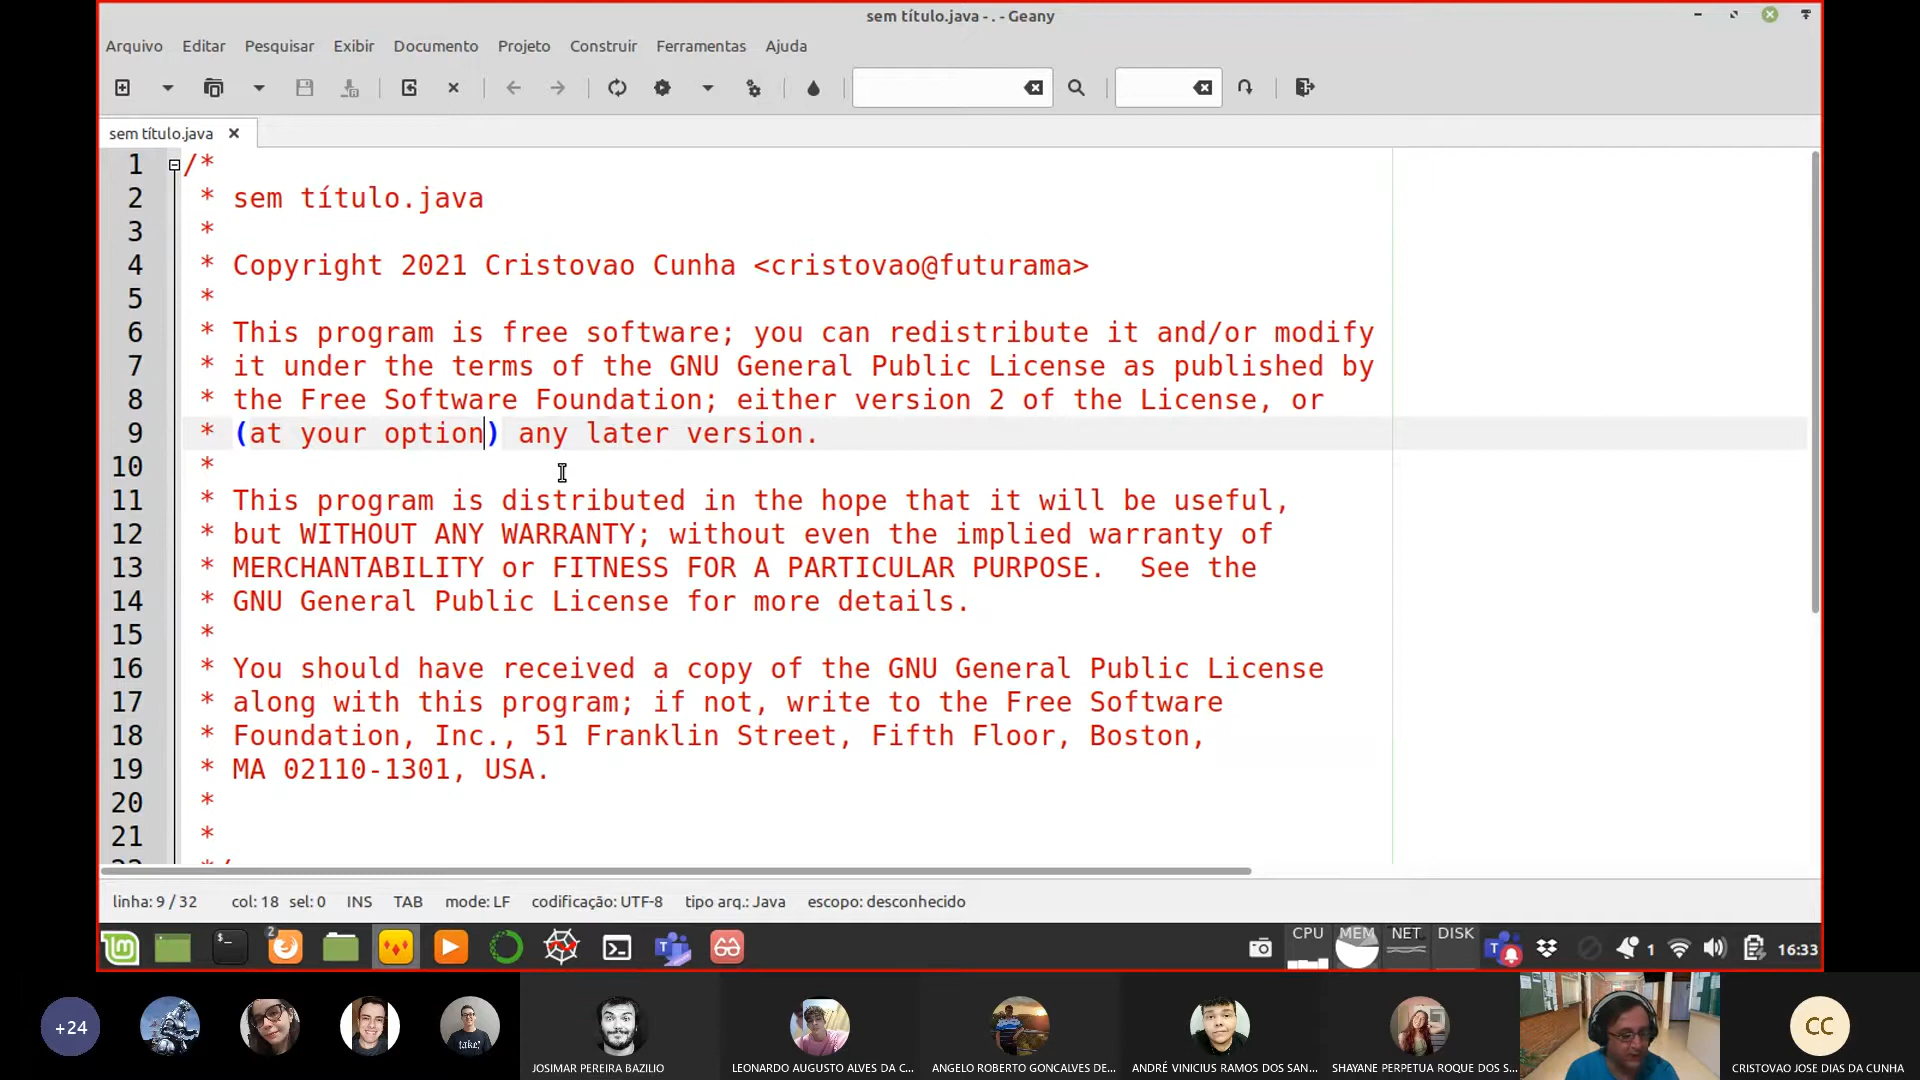 sem título.java - . - Geany
Arquivo Editar Pesquisar Exibir Documento Projeto Construir Ferramentas Ajuda
sem título.java
1 /*
2 * sem título.java
3 *
4 * Copyright 2021 Cristovao Cunha <cristovao@futurama>
5 *
6 * This program is free software; you can redistribute it and/or modify
7 * it under the terms of the GNU General Public License as published by
8 * the Free Software Foundation; either version 2 of the License, or
9 * (at your option) any later version.
10 *
11 * This program is distributed in the hope that it will be useful,
12 * but WITHOUT ANY WARRANTY; without even the implied warranty of
13 * MERCHANTABILITY or FITNESS FOR A PARTICULAR PURPOSE.  See the
14 * GNU General Public License for more details.
15 *
16 * You should have received a copy of the GNU General Public License
17 * along with this program; if not, write to the Free Software
18 * Foundation, Inc., 51 Franklin Street, Fifth Floor, Boston,
19 * MA 02110-1301, USA.
20 *
21 *
22 */
linha: 9 / 32 col: 18 sel: 0 INS TAB mode: LF codificação: UTF-8 tipo arq.: Java escopo: desconhecido
2 CPU MEM NET DISK 1 16:33
+24 take! CC
JOSIMAR PEREIRA BAZILIO LEONARDO AUGUSTO ALVES DA C... ANGELO ROBERTO GONCALVES DE... ANDRÉ VINICIUS RAMOS DOS SAN... SHAYANE PERPETUA ROQUE DOS S... CRISTOVAO JOSE DIAS DA CUNHA